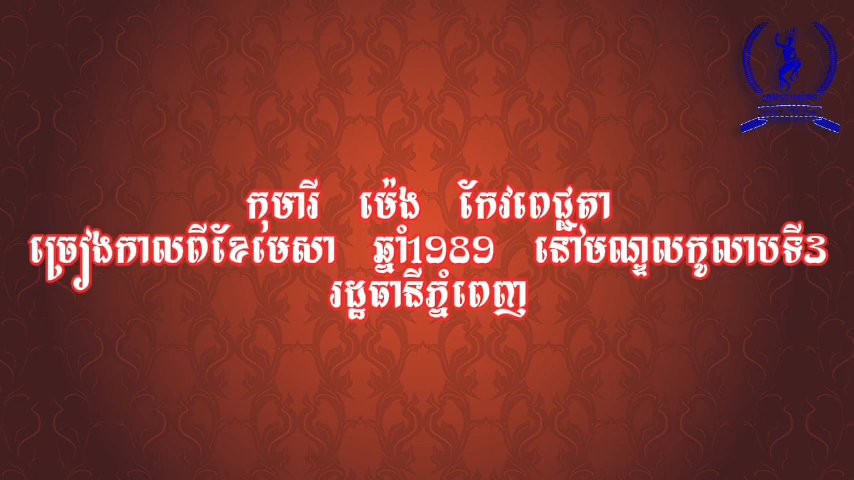 កុមារី ម៉េង កែវពេជ្ជតា
ច្រៀងកាលពីខែមេសា ឆ្នាំ1989 នៅមណ្ឌលកូលាបទី3
រដ្ឋធានីភ្នំពេញ